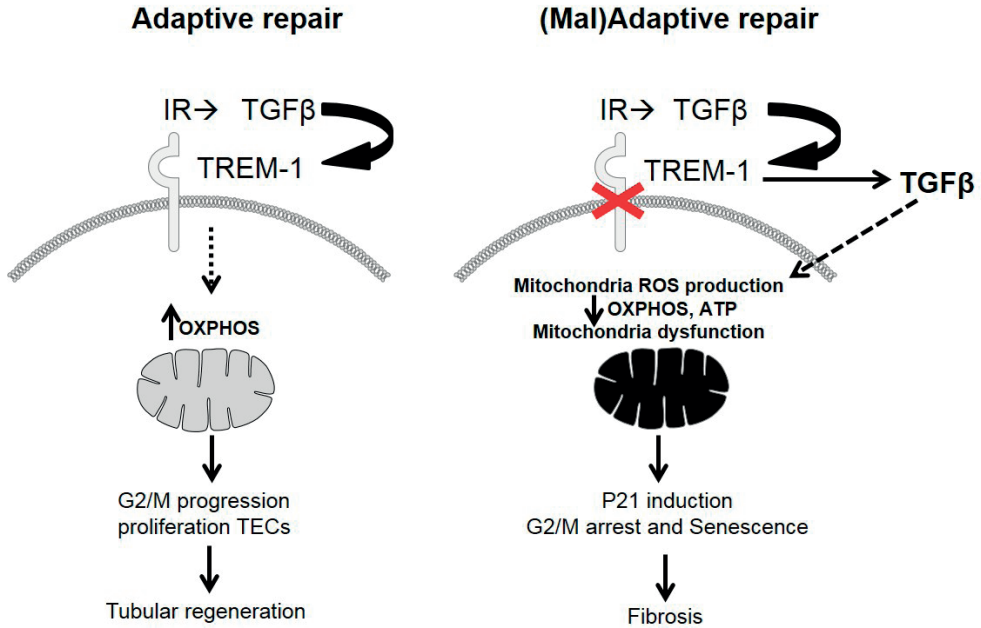 Adaptive repair
IR→ TGFβ
TREM-1
OXPHOS
G2/M progression
proliferation TECs
Tubular regeneration
(Mal)Adaptive repair
IR→ TGFβ
TREM-1
TGFβ
Mitochondria ROS production
OXPHOS, ATP
Mitochondria dysfunction
P21 induction
G2/M arrest and Senescence
Fibrosis